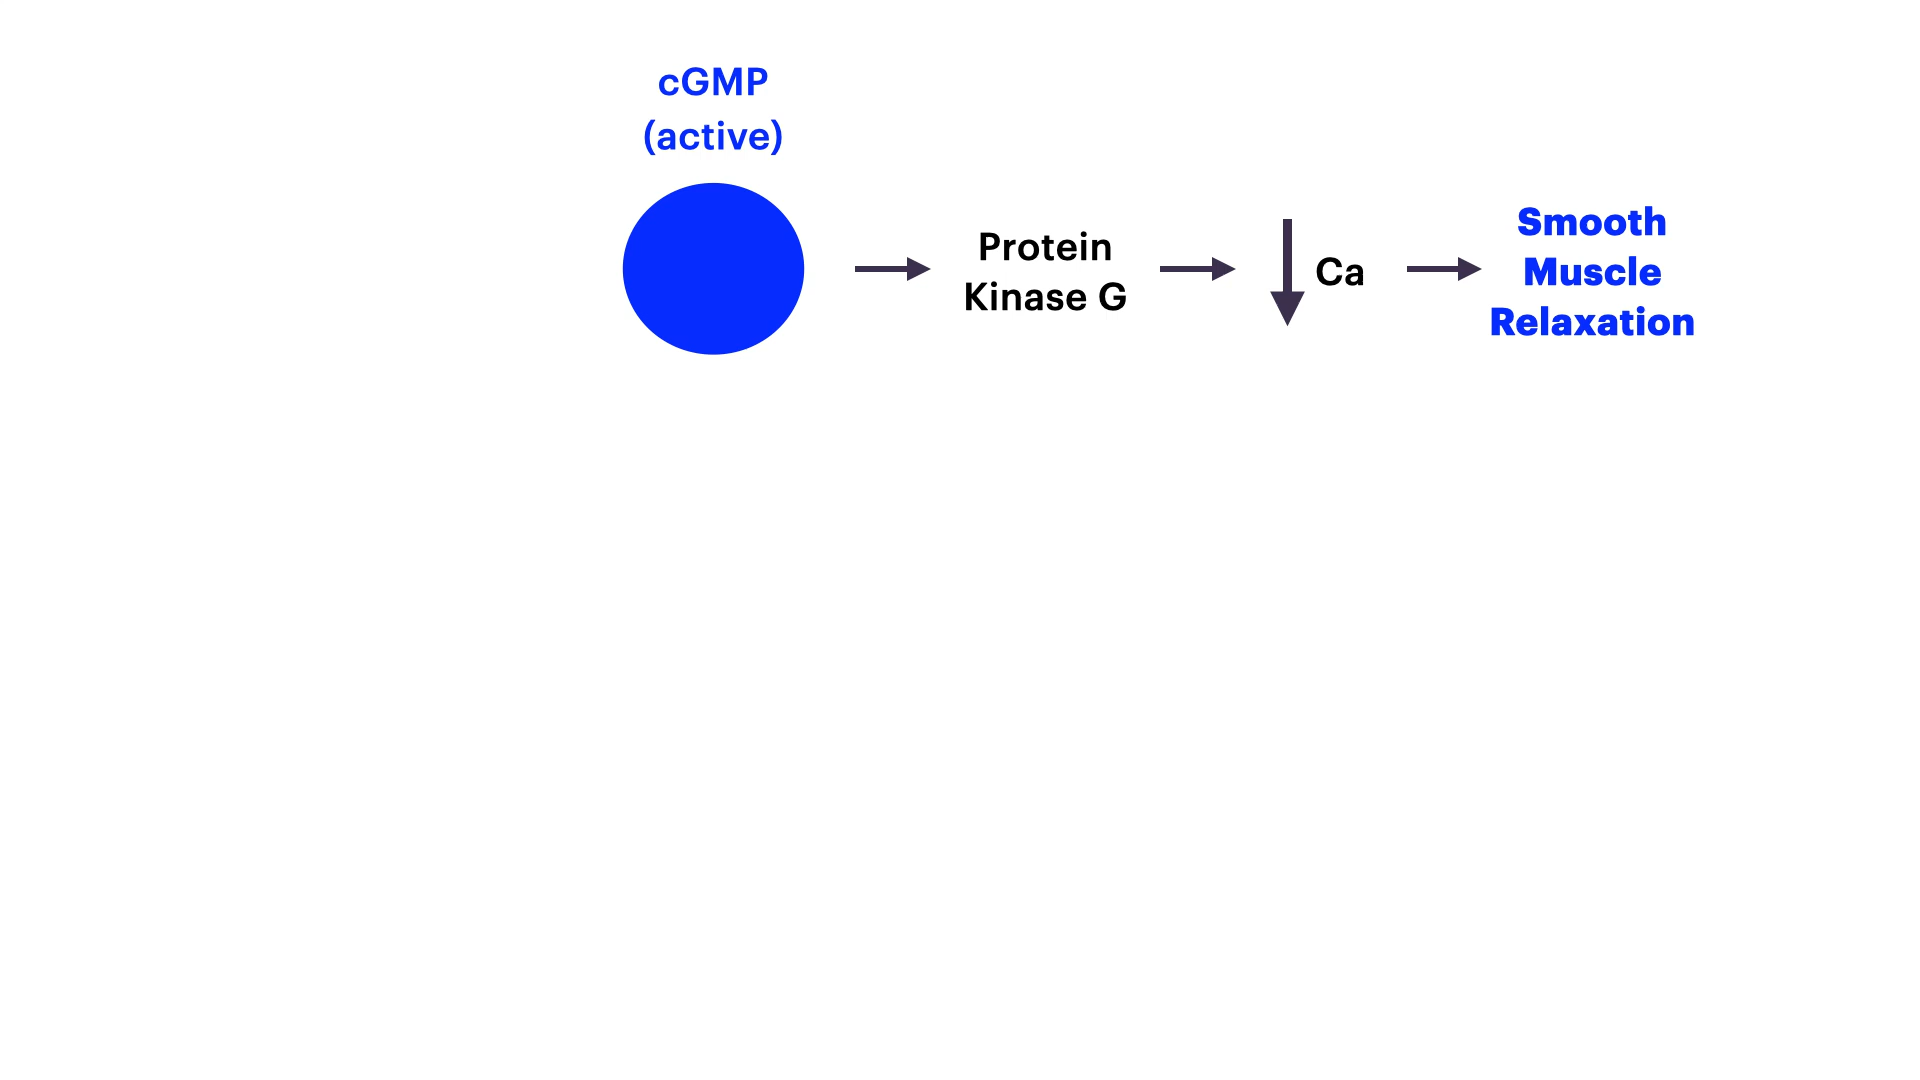 cGMP
(active)
Protein
Kinase G
Ca
Smooth
Muscle
Relaxation